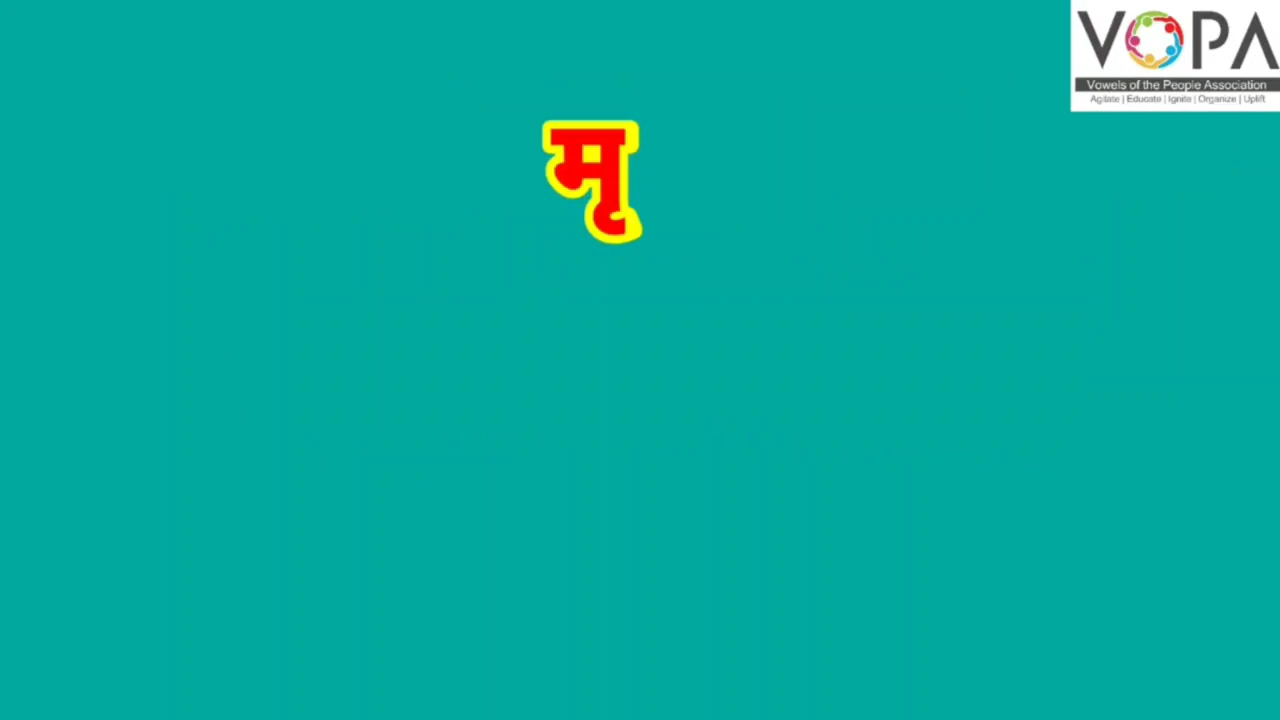 VOPA
Vowels of the People Association
Agitate | Educate | Ignite | Organize | Uplift
मृ